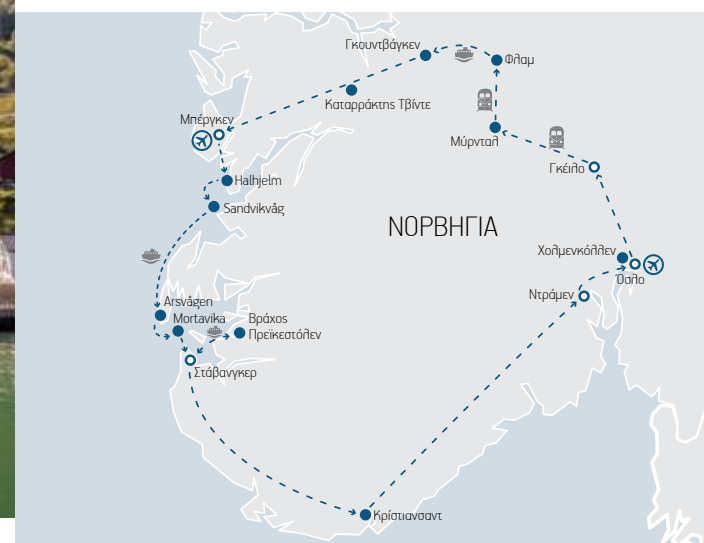 Γκουντβάγκεν
Φλαμ
Καταρράκτης Τβίντε
Μπέργκεν
Μύρνταλ
Γκέιλο
Halhjelm
Sandvikvåg
ΝΟΡΒΗΓΙΑ
Χολμενκόλλεν
Όσλο
Ντράμεν
Arsvågen
Mortavika
Βράχος
Πρεϊκεστόλεν
Στάβανγκερ
Κρίστιανσαντ